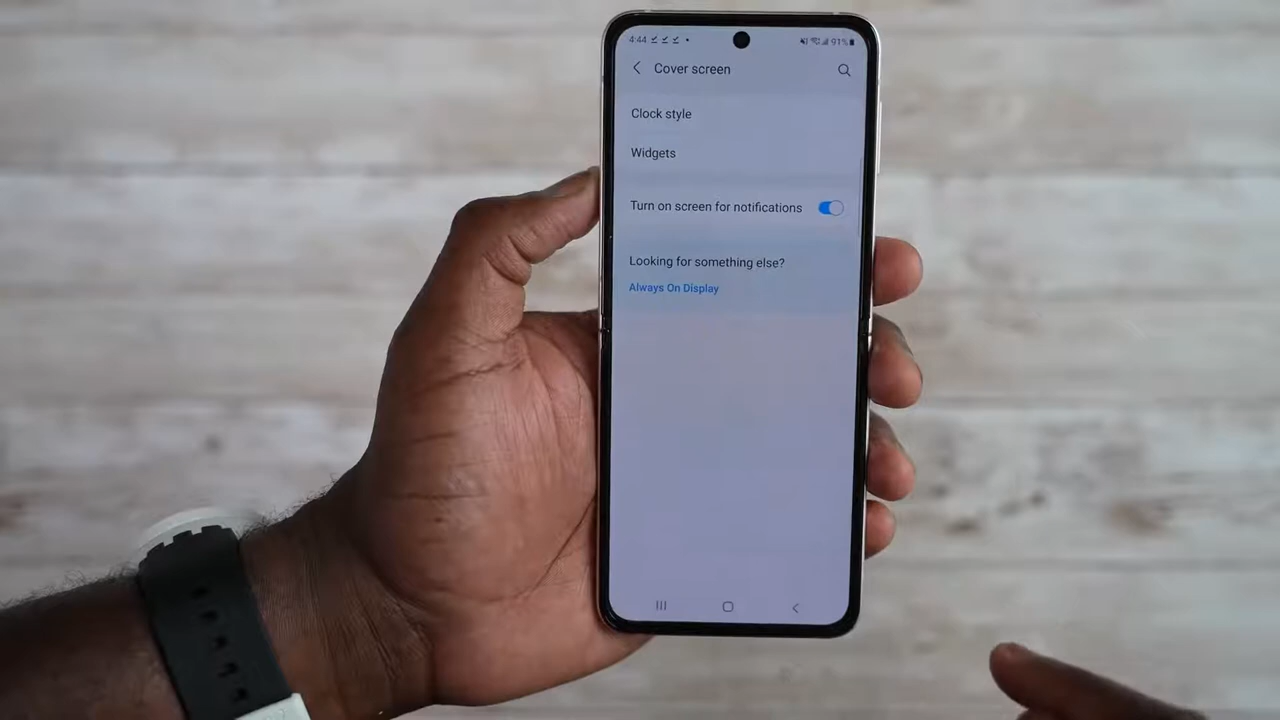 4:44
91%
Cover screen
Clock style
Widgets
Turn on screen for notifications
Looking for something else?
Always On Display